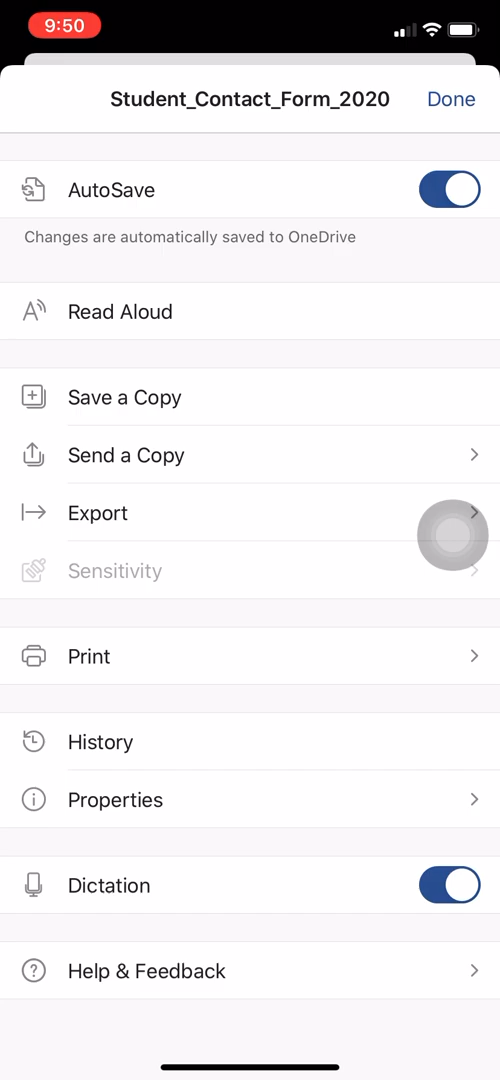 9:50
Student_Contact_Form_2020 Done
AutoSave
Changes are automatically saved to OneDrive
Read Aloud
Save a Copy
Send a Copy
Export
Sensitivity
Print
History
Properties
Dictation
Help & Feedback